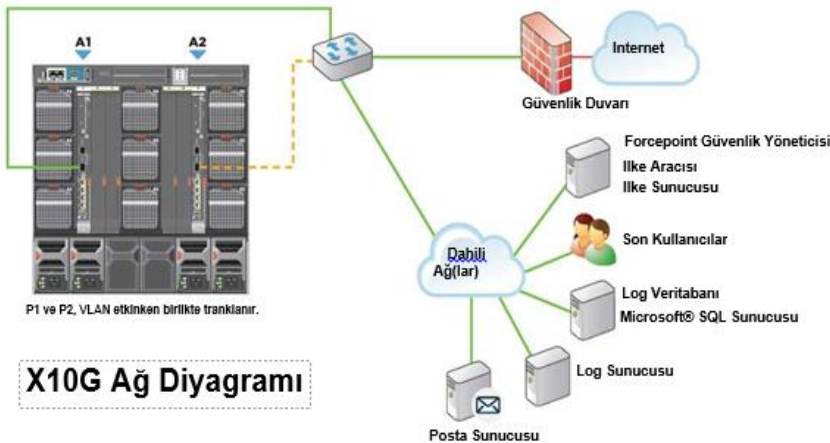 A1
A2
Internet
Güvenlik Duvarı
Forcepoint Güvenlik Yöneticisi
Ilke Aracısı
Ilke Sunucusu
Son Kullanıcılar
Dahili
Ağ(lar)
Log Veritabanı
Microsoft® SQL Sunucusu
P1 ve P2, VLAN etkinken birlikte tranklanır.
Log Sunucusu
X10G Ağ Diyagramı
Posta Sunucusu